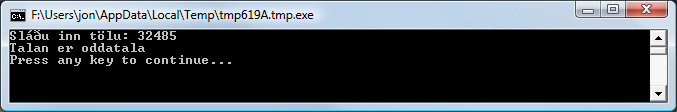 F:\Users\jon\AppData\Local\Temp\tmp619A.tmp.exe
Sláðu inn tölu: 32485
Talan er oddatala
Press any key to continue...